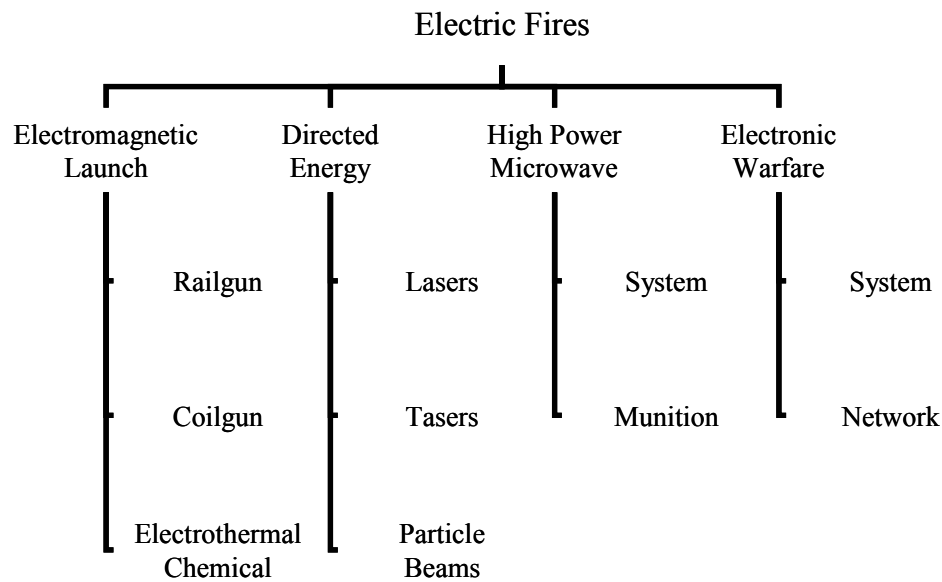 Electric Fires
Electromagnetic
Launch
Directed
Energy
High Power
Microwave
Electronic
Warfare
Railgun
Lasers
System
System
Coilgun
Tasers
Munition
Network
Electrothermal
Chemical
Particle
Beams